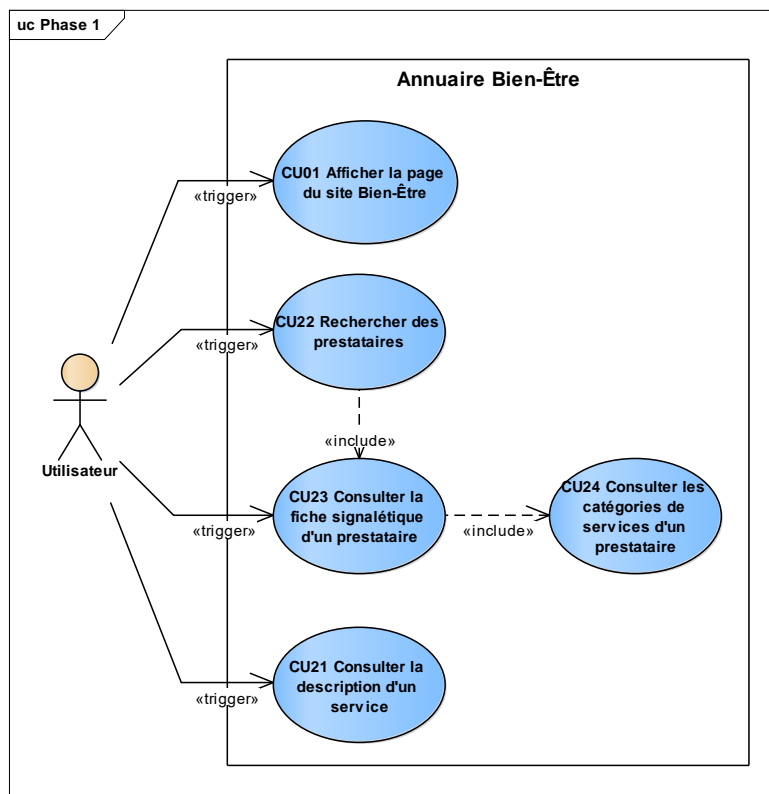 uc Phase 1
Annuaire Bien-Être
CU01 Afficher la page
du site Bien-Être
«trigger»
CU22 Rechercher des
prestataires
«trigger»
«include»
Utilisateur
CU23 Consulter la
fiche signalétique
d'un prestataire
«trigger»
«include»
CU24 Consulter les
catégories de
services d'un
prestataire
CU21 Consulter la
description d'un
service
«trigger»